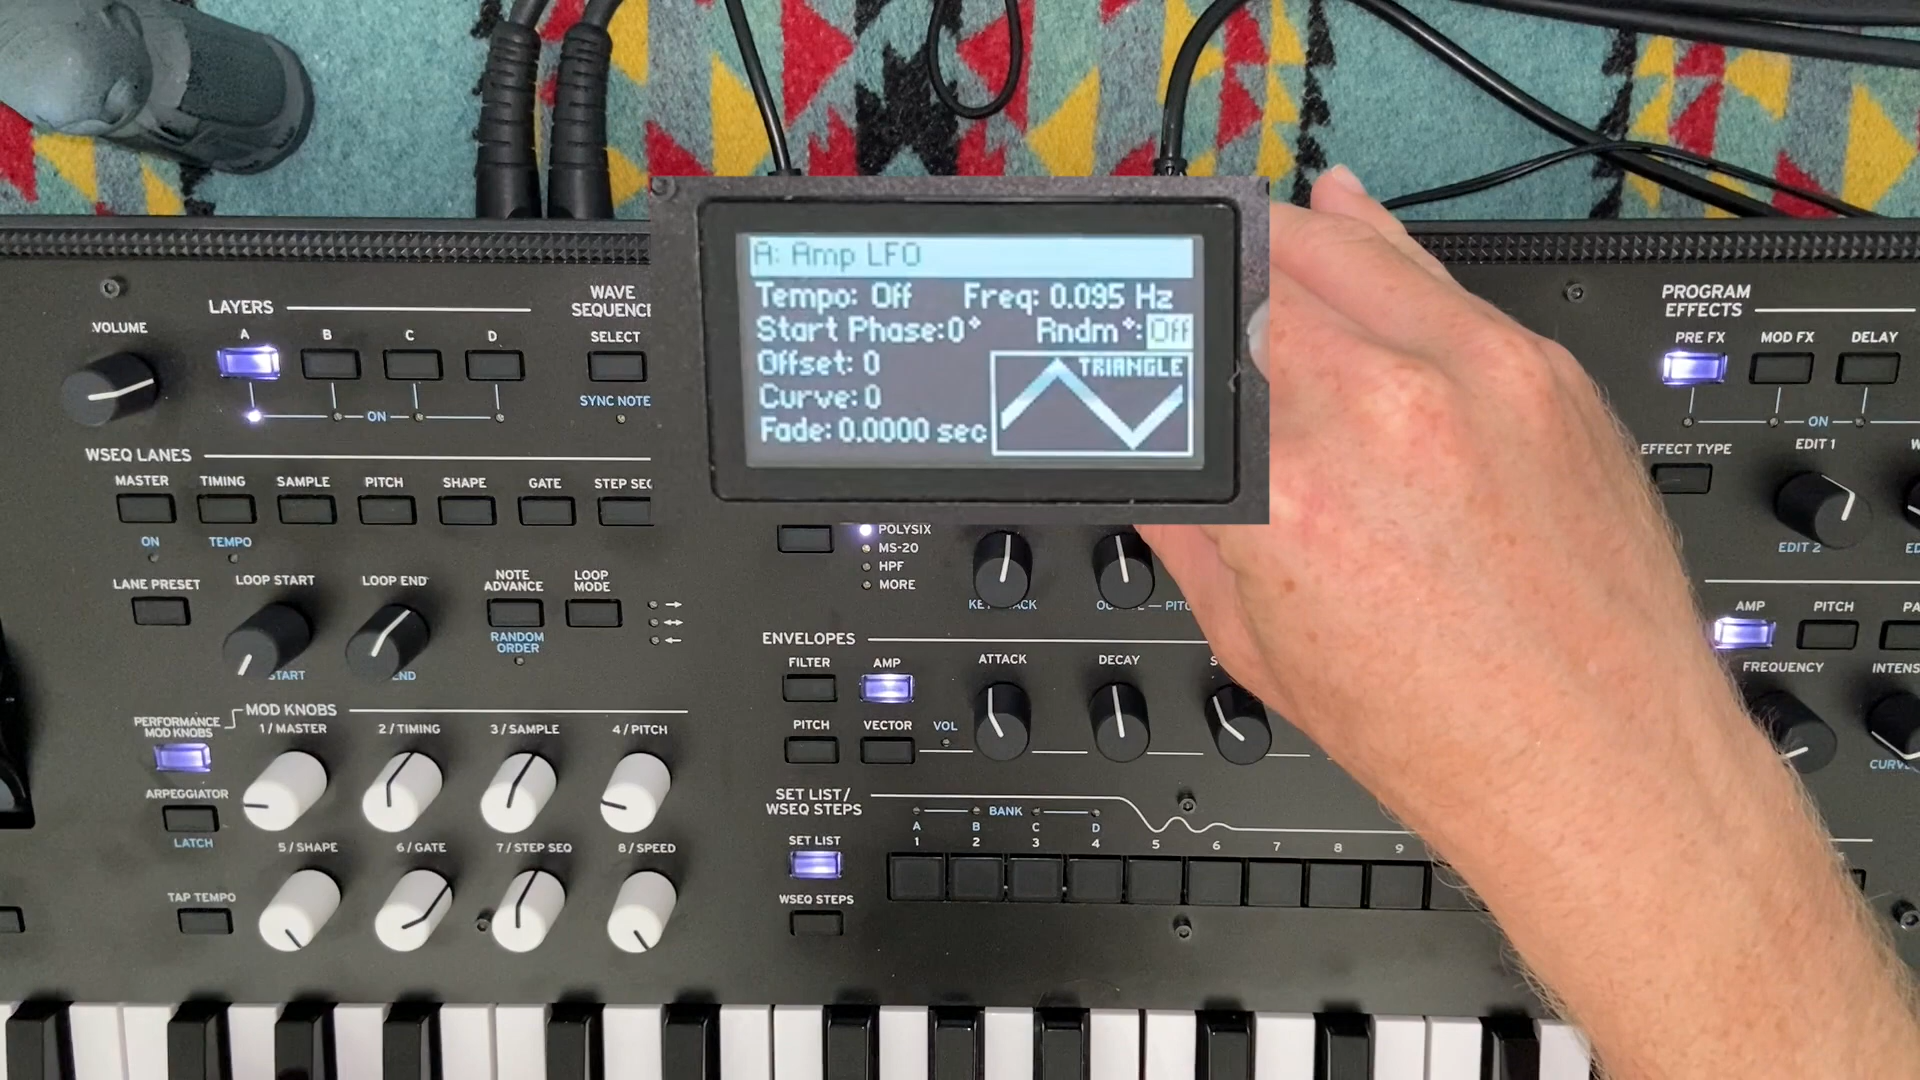 A: Amp LFO
Tempo: Off Freq: 0.095 Hz
Start Phase:0° Rndm°: Off
Offset: 0
Curve: 0
Fade: 0.0000 sec
TRIANGLE
VOLUME
LAYERS
A B C D
ON
WAVE
SELECT
SYNC NOTE
WSEQ LANES
MASTER TIMING SAMPLE PITCH SHAPE GATE STEP
ON TEMPO
LANE PRESET
LOOP START
LOOP END
START
END
NOTE ADVANCE
RANDOM ORDER
LOOP MODE
PERFORMANCE MOD KNOBS
MOD KNOBS
1 / MASTER 2 / TIMING 3 / SAMPLE 4 / PITCH
ARPEGGIATOR
LATCH
5 / SHAPE 6 / GATE 7 / STEP SEQ 8 / SPEED
TAP TEMPO
POLYSIX
MS-20
HPF
MORE
ENVELOPES
FILTER AMP ATTACK DECAY
PITCH VECTOR VOL
SET LIST /
WSEQ STEPS
BANK
A B C D
1 2 3 4 5 6 7 8 9
SET LIST
WSEQ STEPS
PROGRAM
EFFECTS
PRE FX MOD FX DELAY
ON
EFFECT TYPE
EDIT 1
EDIT 2
AMP PITCH
FREQUENCY